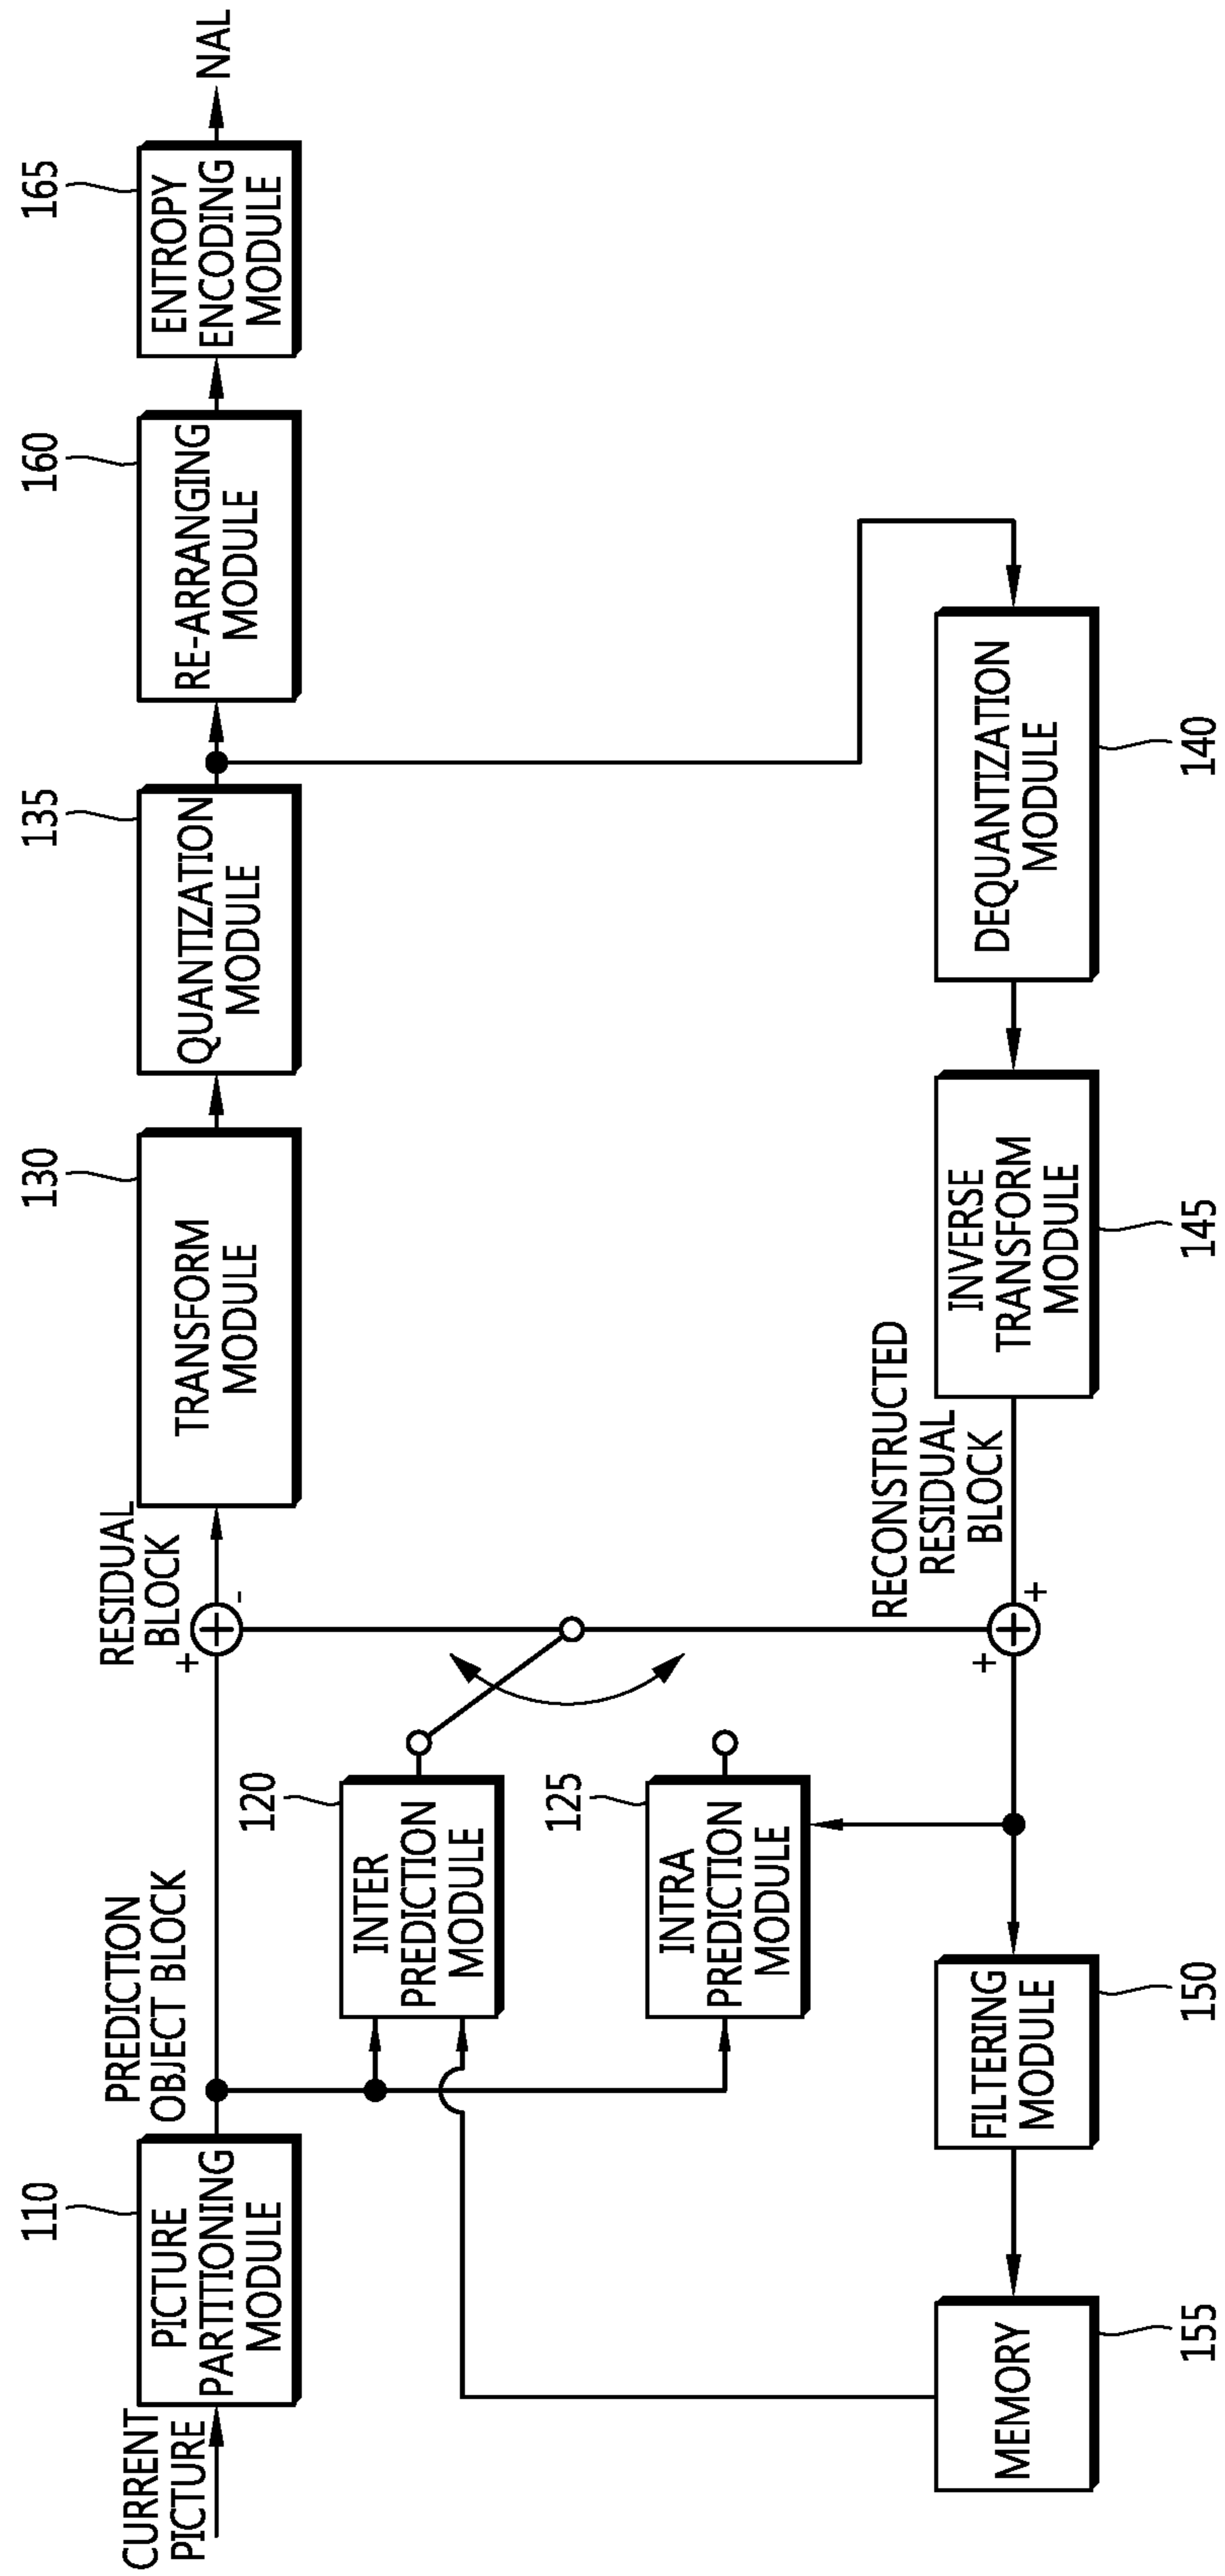 CURRENT
PICTURE
110
PICTURE
PARTITIONING
MODULE
PREDICTION
OBJECT BLOCK
+
-
RESIDUAL
BLOCK
130
TRANSFORM
MODULE
135
QUANTIZATION
MODULE
160
RE-ARRANGING
MODULE
165
ENTROPY
ENCODING
MODULE
NAL
120
INTER
PREDICTION
MODULE
125
INTRA
PREDICTION
MODULE
MEMORY
155
FILTERING
MODULE
150
+
+
RECONSTRUCTED
RESIDUAL
BLOCK
INVERSE
TRANSFORM
MODULE
145
DEQUANTIZATION
MODULE
140